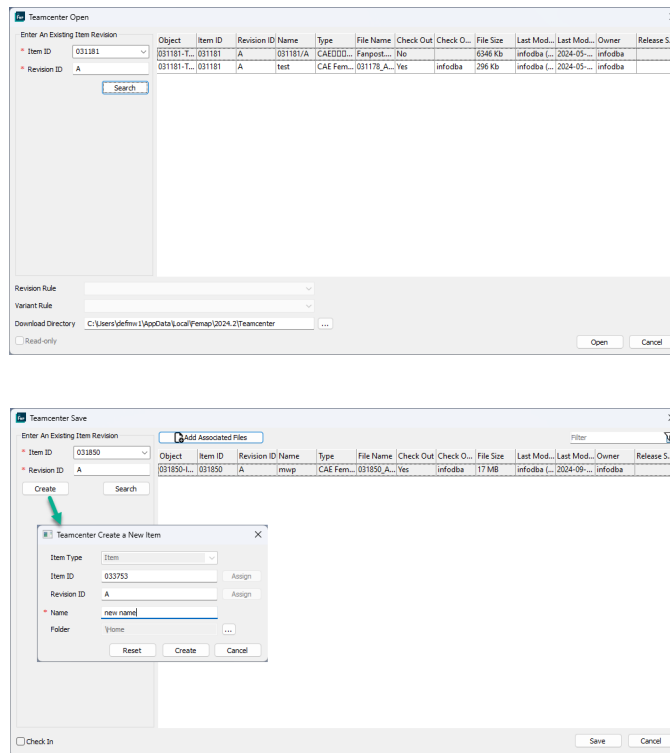 Teamcenter Open
Enter An Existing Item Revision
* Item ID 031181
* Revision ID A
Search
Object Item ID Revision ID Name Type File Name Check Out Check O... File Size Last Mod... Last Mod... Owner Release S...
031181-T... 031181 A 031181/A CAE▯▯▯... Fanpost.... No 6346 Kb infodba (... 2024-05-... infodba
031181-T... 031181 A test CAE Fem... 031178_A... Yes infodba 296 Kb infodba (... 2024-05-... infodba
Revision Rule
Variant Rule
Download Directory C:\Users\defmw1\AppData\Local\Femap\2024.2\Teamcenter ...
Read-only
Open Cancel
Teamcenter Save
Enter An Existing Item Revision
* Item ID 031850
* Revision ID A
Create Search
Add Associated Files Filter
Object Item ID Revision ID Name Type File Name Check Out Check O... File Size Last Mod... Last Mod... Owner Release S...
031850-I... 031850 A mwp CAE Fem... 031850_A... Yes infodba 17 MB infodba (... 2024-09-... infodba
Teamcenter Create a New Item
Item Type Item
Item ID 033753 Assign
Revision ID A Assign
* Name new name
Folder \Home ...
Reset Create Cancel
Check In
Save Cancel